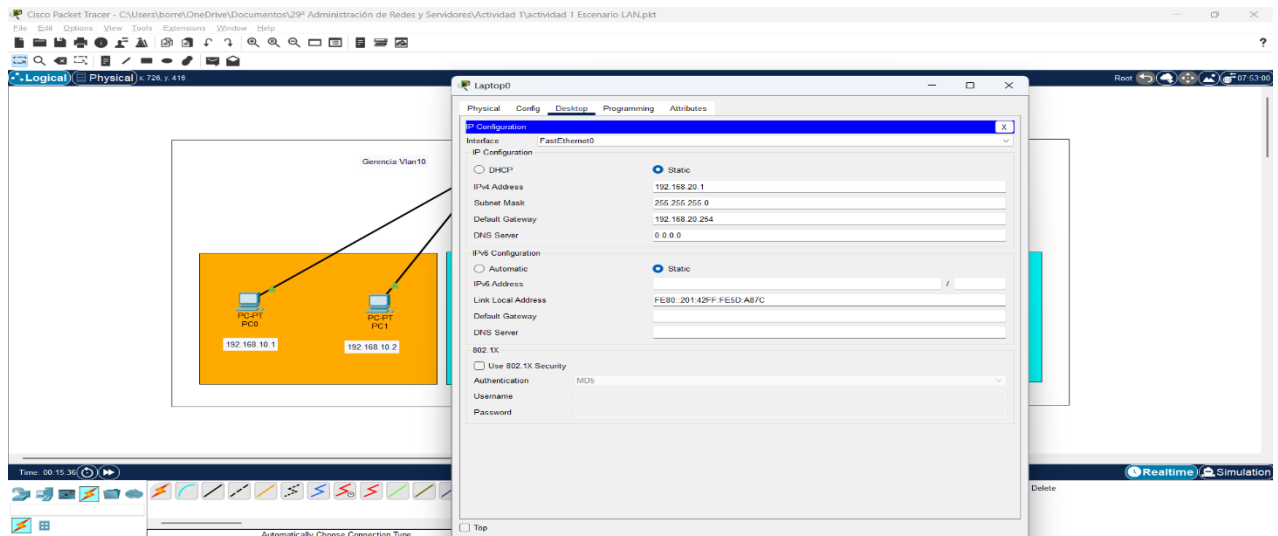 Cisco Packet Tracer - C:\Users\borre\OneDrive\Documentos\29ª Administración de Redes y Servidores\Actividad 1\actividad 1 Escenario LAN.pkt
File Edit Options View Tools Extensions Window Help
?
Logical Physical x: 726, y: 416
Root 07:53:00
Laptop0
Physical Config Desktop Programming Attributes
IP Configuration X
Interface FastEthernet0
IP Configuration
DHCP Static
IPv4 Address 192.168.20.1
Subnet Mask 255.255.255.0
Default Gateway 192.168.20.254
DNS Server 0.0.0.0
IPv6 Configuration
Automatic Static
IPv6 Address /
Link Local Address FE80::201:42FF:FE5D:A87C
Default Gateway
DNS Server
802.1X
Use 802.1X Security
Authentication MD5
Username
Password
Top
Gerencia Vlan10
PC-PT
PC0
192.168.10.1
PC-PT
PC1
192.168.10.2
Time: 00:15:36
Realtime Simulation
Delete
Automatically Choose Connection Type